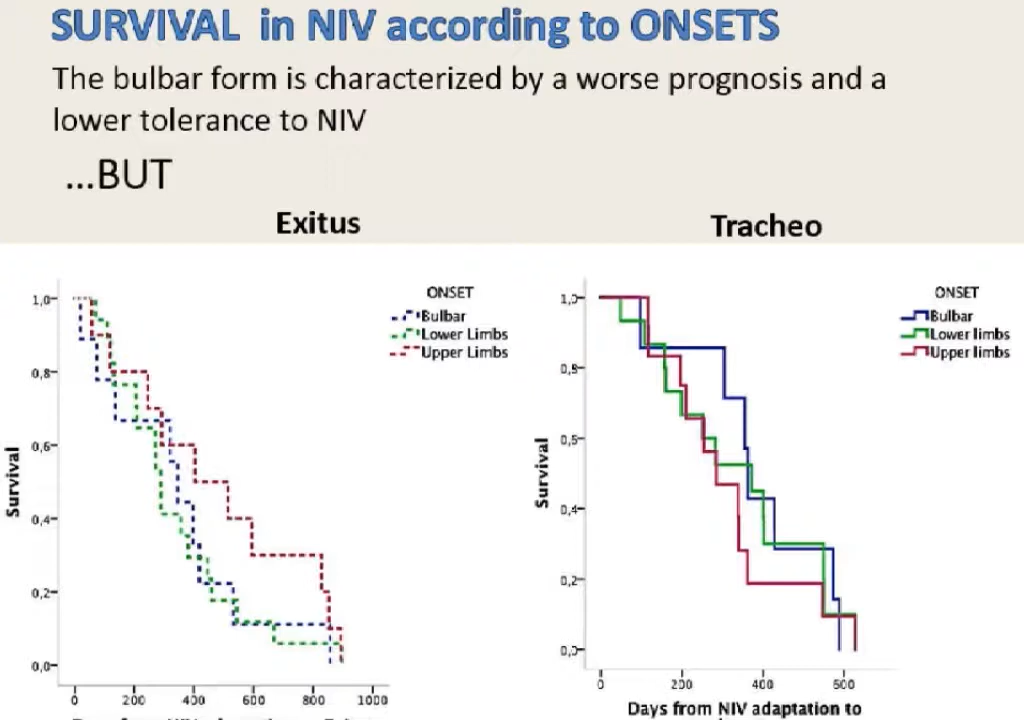 SURVIVAL in NIV according to ONSETS
The bulbar form is characterized by a worse prognosis and a
lower tolerance to NIV
...BUT
Exitus
Tracheo
ONSET
Bulbar
Lower Limbs
Upper Limbs
Survival
1,0
0,8
0,6
0,4
0,2
0,0
0 200 400 600 800 1000
ONSET
Bulbar
Lower limbs
Upper limbs
Survival
1,0
0,8
0,6
0,4
0,2
0,0
0 200 400 500
Days from NIV adaptation to